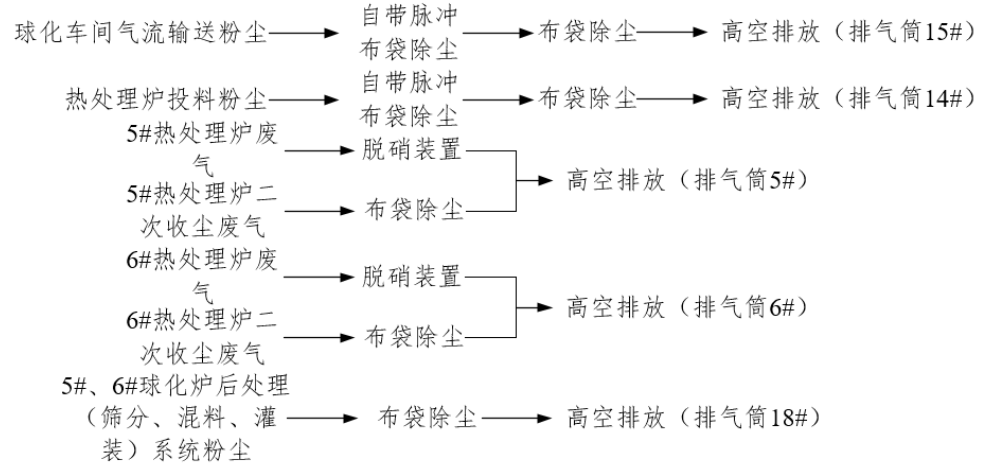 球化车间气流输送粉尘
自带脉冲
布袋除尘
布袋除尘
高空排放（排气筒15#）
热处理炉投料粉尘
自带脉冲
布袋除尘
布袋除尘
高空排放（排气筒14#）
5#热处理炉废
气
脱硝装置
5#热处理炉二
次收尘废气
布袋除尘
高空排放（排气筒5#）
6#热处理炉废
气
脱硝装置
6#热处理炉二
次收尘废气
布袋除尘
高空排放（排气筒6#）
5#、6#球化炉后处理
（筛分、混料、灌
装）系统粉尘
布袋除尘
高空排放（排气筒18#）